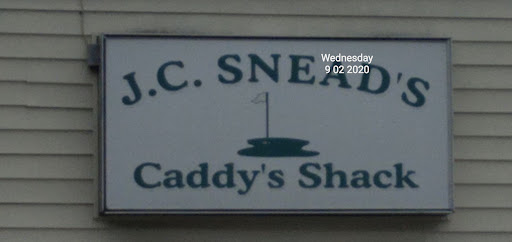 Wednesday
9 02 2020
J.C. SNEAD'S
Caddy's Shack